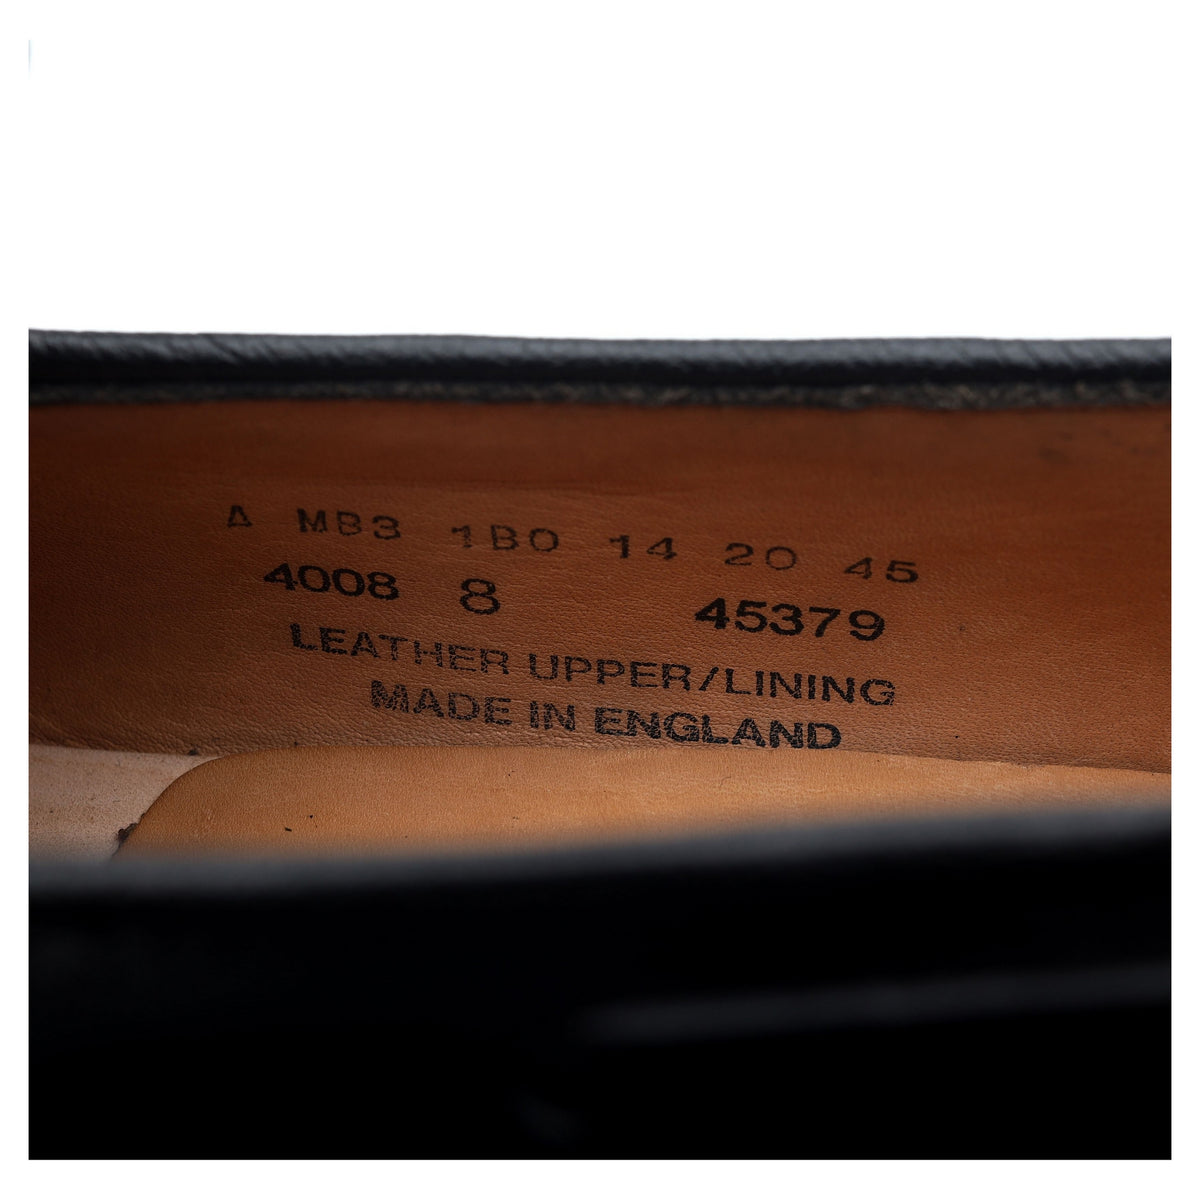 A MB3 1B0 14 20 45
4008 8 45379
LEATHER UPPER/LINING
MADE IN ENGLAND